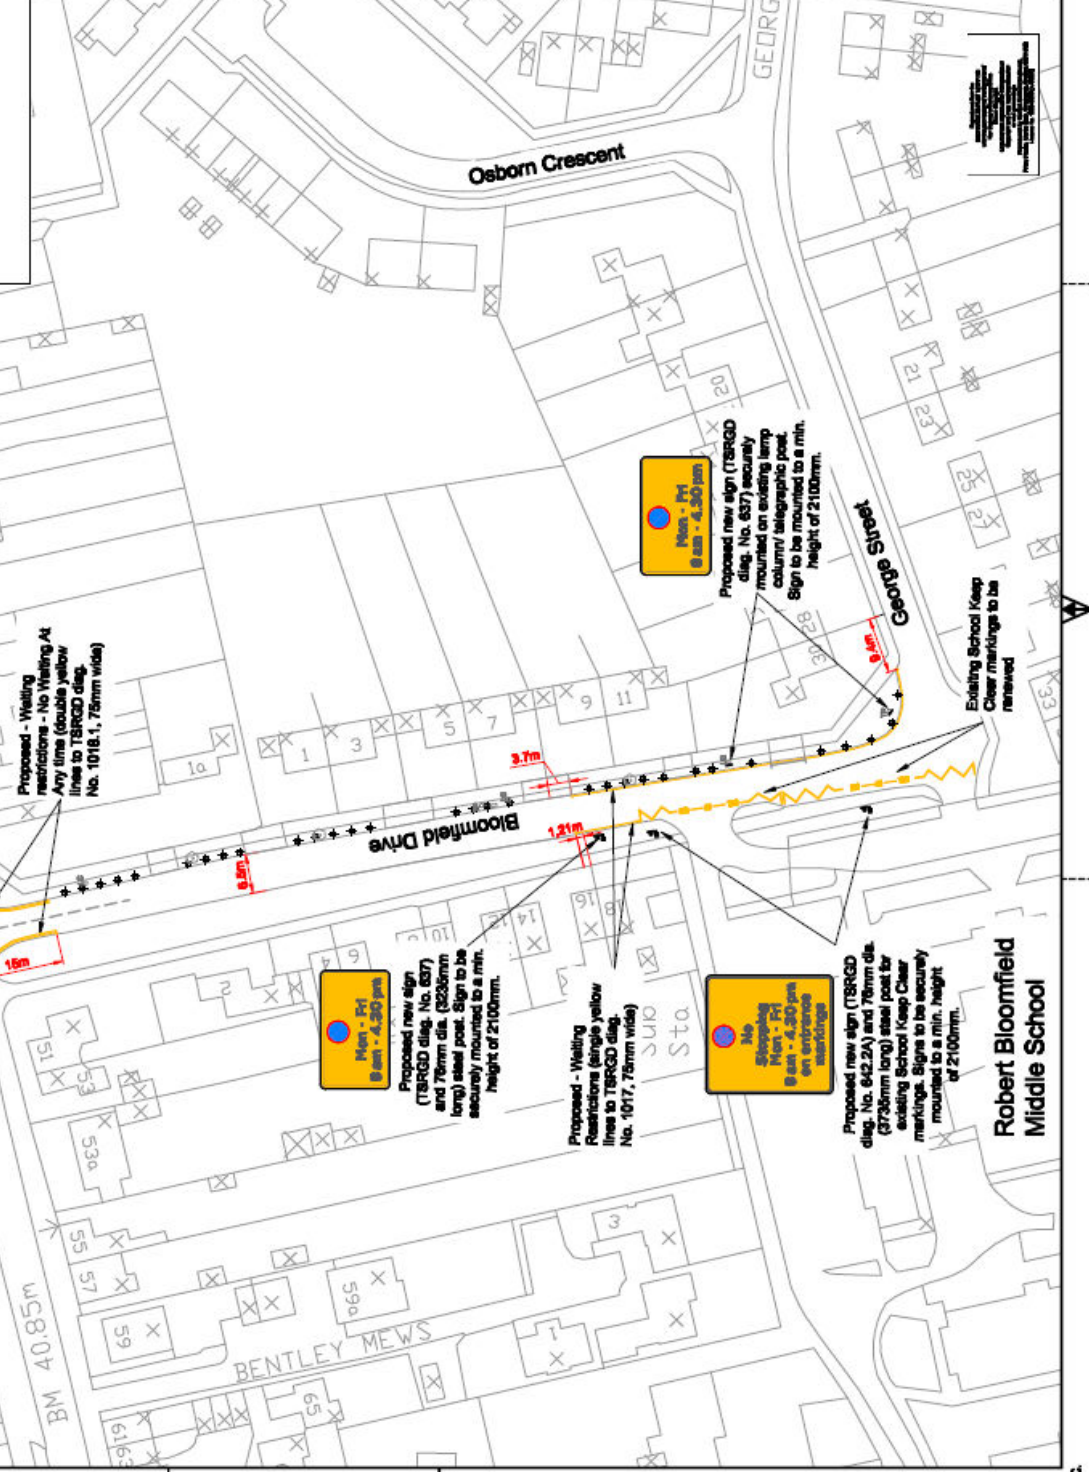 Proposed - Waiting
restrictions - No Waiting At
Any time (double yellow
lines to TSRGD diag.
No. 1018.1, 75mm wide)
15m
6.5m
Bloomfield Drive
3.7m
1.21m
9.4m
George Street
Osborn Crescent
GEORG
Mon - Fri
8 am - 4.30 pm
Proposed new sign (TSRGD
diag. No. 637) securely
mounted on existing lamp
column/ telegraphic post.
Sign to be mounted to a min.
height of 2100mm.
Existing School Keep
Clear markings to be
renewed
Mon - Fri
8 am - 4.30 pm
Proposed new sign
(TSRGD diag. No. 637)
and 76mm dia. (3235mm
long) steel post. Sign to be
securely mounted to a min.
height of 2100mm.
Proposed - Waiting
Restrictions (single yellow
lines to TSRGD diag.
No. 1017, 75mm wide)
No
Stopping
Mon - Fri
8 am - 4.30 pm
on entrance
markings
Proposed new sign (TSRGD
diag. No. 642.2A) and 76mm dia.
(3735mm long) steel post for
existing School Keep Clear
markings. Signs to be securely
mounted to a min. height
of 2100mm.
Robert Bloomfield
Middle School
BENTLEY MEWS
BM 40.85m
Sta
1a
1
3
5
7
9
11
20
21
23
25
27
28
30
33
2
4
6
10
12
14
16
18
51
53
53a
55
57
59
59a
61
63
65
1
3